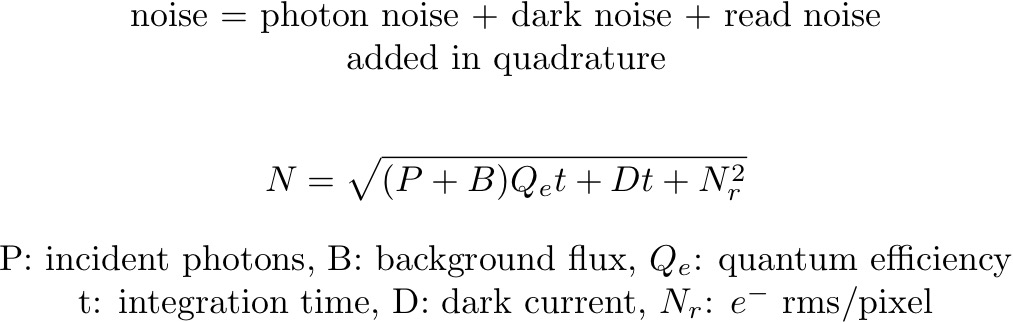 noise = photon noise + dark noise + read noise
added in quadrature
$N = \sqrt{(P + B)Q_e t + Dt + N_r^2}$
P: incident photons, B: background flux, $Q_e$: quantum efficiency
t: integration time, D: dark current, $N_r$: $e^-$ rms/pixel